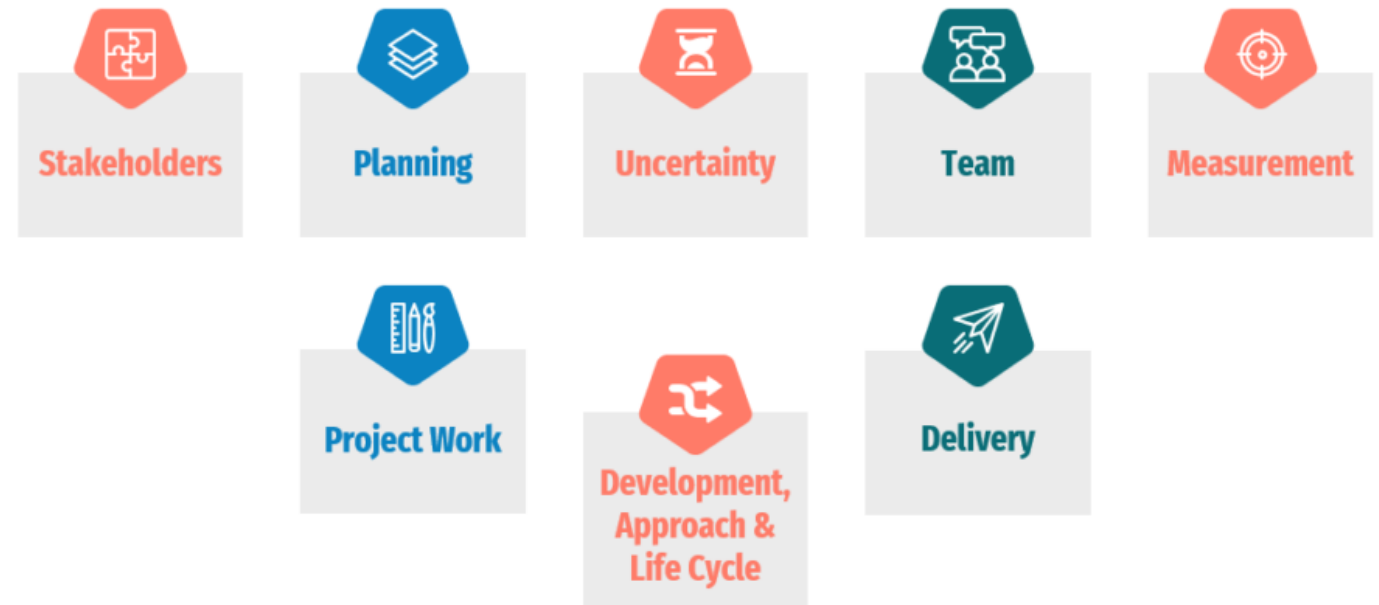 Stakeholders
Planning
Uncertainty
Team
Measurement
Project Work
Development,
Approach &
Life Cycle
Delivery